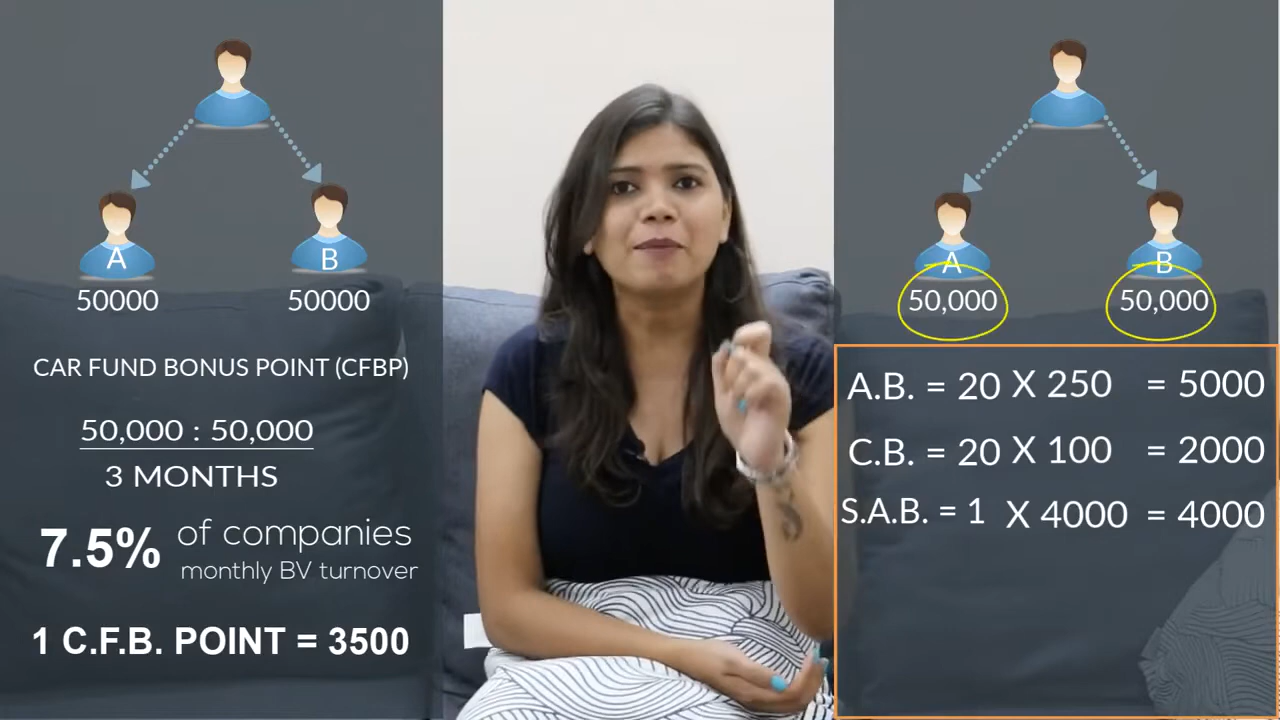 A B
50000 50000
CAR FUND BONUS POINT (CFBP)
50,000 : 50,000
3 MONTHS
7.5% of companies
monthly BV turnover
1 C.F.B. POINT = 3500
A B
50,000 50,000
A.B. = 20 X 250 = 5000
C.B. = 20 X 100 = 2000
S.A.B. = 1 X 4000 = 4000